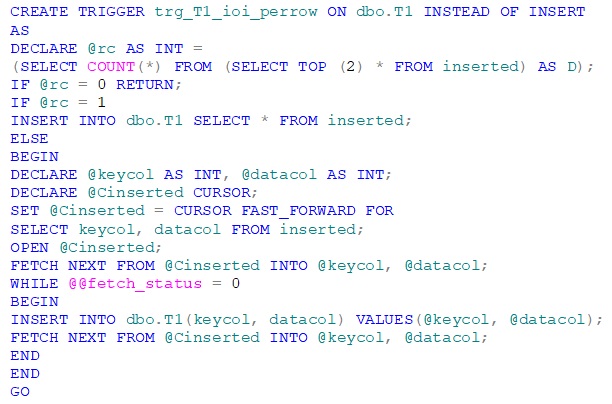 CREATE TRIGGER trg_T1_ioi_perrow ON dbo.T1 INSTEAD OF INSERT
AS
DECLARE @rc AS INT =
(SELECT COUNT(*) FROM (SELECT TOP (2) * FROM inserted) AS D);
IF @rc = 0 RETURN;
IF @rc = 1
INSERT INTO dbo.T1 SELECT * FROM inserted;
ELSE
BEGIN
DECLARE @keycol AS INT, @datacol AS INT;
DECLARE @Cinserted CURSOR;
SET @Cinserted = CURSOR FAST_FORWARD FOR
SELECT keycol, datacol FROM inserted;
OPEN @Cinserted;
FETCH NEXT FROM @Cinserted INTO @keycol, @datacol;
WHILE @@fetch_status = 0
BEGIN
INSERT INTO dbo.T1(keycol, datacol) VALUES(@keycol, @datacol);
FETCH NEXT FROM @Cinserted INTO @keycol, @datacol;
END
END
GO